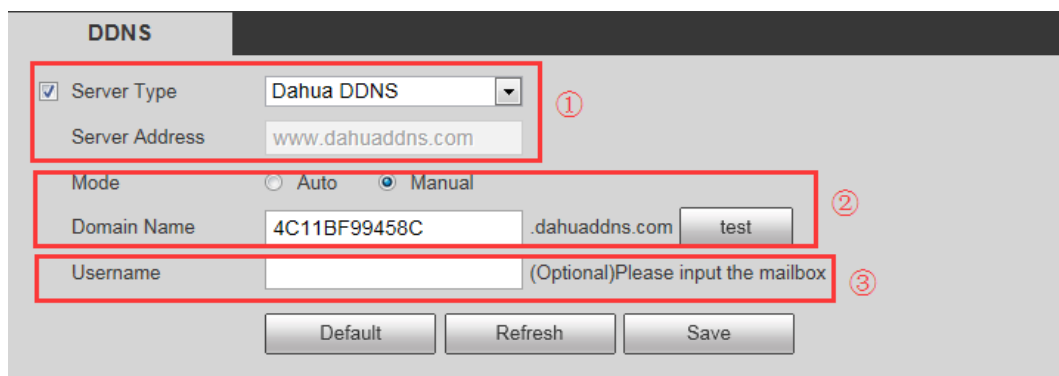 DDNS
Server Type Dahua DDNS
①
Server Address www.dahuaddns.com
Mode Auto Manual
②
Domain Name 4C11BF99458C .dahuaddns.com test
Username (Optional)Please input the mailbox
③
Default Refresh Save